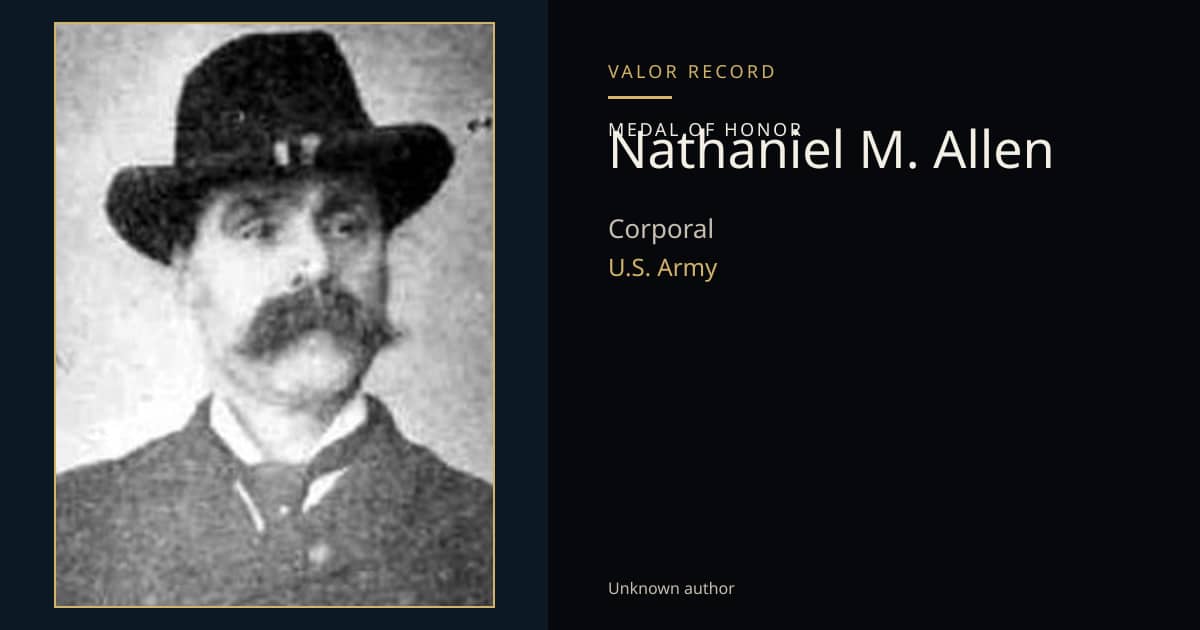 VALOR RECORD
MEDAL OF HONOR
Nathaniel M. Allen
Corporal
U.S. Army
Unknown author